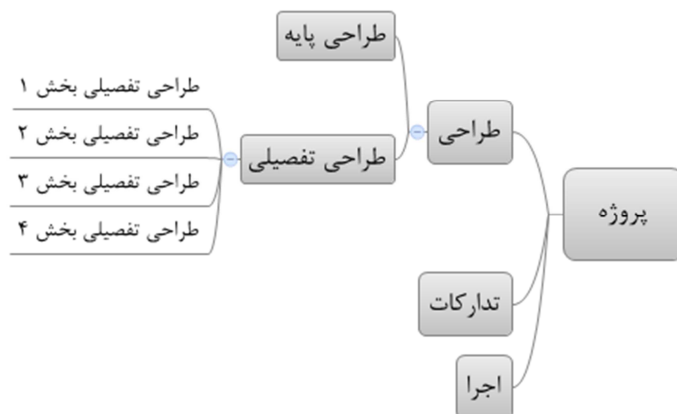 پروژه
طراحی
طراحی پایه
طراحی تفصیلی
طراحی تفصیلی بخش ۱
طراحی تفصیلی بخش ۲
طراحی تفصیلی بخش ۳
طراحی تفصیلی بخش ۴
تدارکات
اجرا